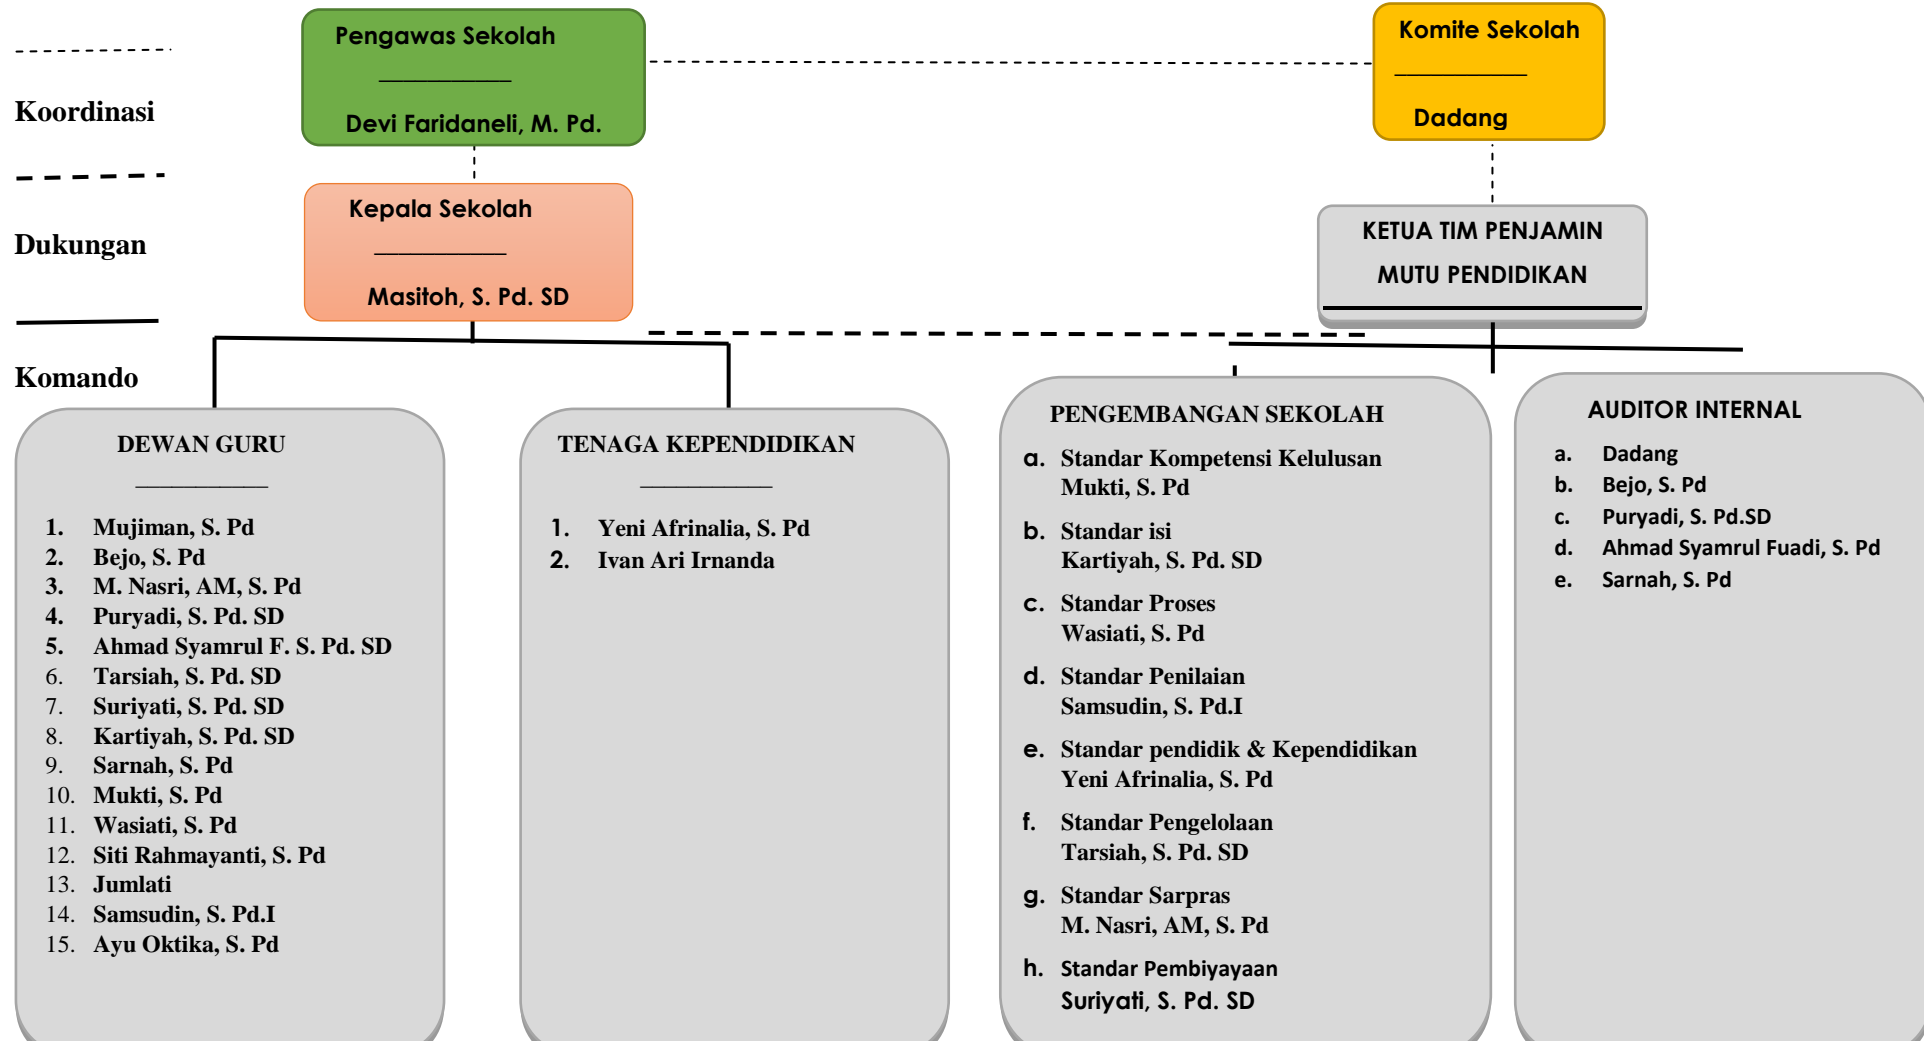 Koordinasi
Dukungan
Komando
Pengawas Sekolah
___________
Devi Faridaneli, M. Pd.
Komite Sekolah
___________
Dadang
Kepala Sekolah
___________
Masitoh, S. Pd. SD
KETUA TIM PENJAMIN
MUTU PENDIDIKAN
DEWAN GURU
___________
1. Mujiman, S. Pd
2. Bejo, S. Pd
3. M. Nasri, AM, S. Pd
4. Puryadi, S. Pd. SD
5. Ahmad Syamrul F. S. Pd. SD
6. Tarsiah, S. Pd. SD
7. Suriyati, S. Pd. SD
8. Kartiyah, S. Pd. SD
9. Sarnah, S. Pd
10. Mukti, S. Pd
11. Wasiati, S. Pd
12. Siti Rahmayanti, S. Pd
13. Jumlati
14. Samsudin, S. Pd.I
15. Ayu Oktika, S. Pd
TENAGA KEPENDIDIKAN
___________
1. Yeni Afrinalia, S. Pd
2. Ivan Ari Irnanda
PENGEMBANGAN SEKOLAH
a. Standar Kompetensi Kelulusan
Mukti, S. Pd
b. Standar isi
Kartiyah, S. Pd. SD
c. Standar Proses
Wasiati, S. Pd
d. Standar Penilaian
Samsudin, S. Pd.I
e. Standar pendidik & Kependidikan
Yeni Afrinalia, S. Pd
f. Standar Pengelolaan
Tarsiah, S. Pd. SD
g. Standar Sarpras
M. Nasri, AM, S. Pd
h. Standar Pembiyayaan
Suriyati, S. Pd. SD
AUDITOR INTERNAL
a. Dadang
b. Bejo, S. Pd
c. Puryadi, S. Pd.SD
d. Ahmad Syamrul Fuadi, S. Pd
e. Sarnah, S. Pd